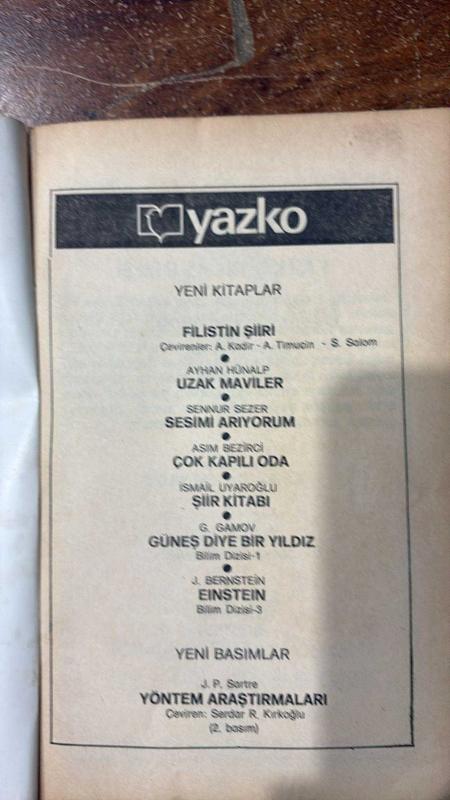 yazko
YENİ KİTAPLAR
FİLİSTİN ŞİİRİ
Çevirenler: A. Kadir - A. Timuçin - S. Salom
AYHAN HÜNALP
UZAK MAVİLER
SENNUR SEZER
SESİMİ ARIYORUM
ASIM BEZİRCİ
ÇOK KAPILI ODA
İSMAİL UYAROĞLU
ŞİİR KİTABI
G. GAMOV
GÜNEŞ DİYE BİR YILDIZ
Bilim Dizisi-1
J. BERNSTEİN
EINSTEIN
Bilim Dizisi-3
YENİ BASIMLAR
J. P. Sartre
YÖNTEM ARAŞTIRMALARI
Çeviren: Serdar R. Kırkoğlu
(2. basım)